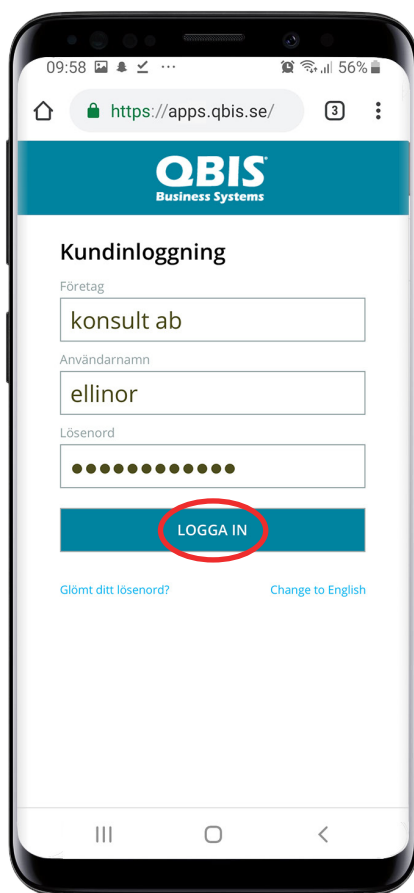 09:58 ... 56%
https://apps.qbis.se/ 3
QBIS
Business Systems
Kundinloggning
Företag
konsult ab
Användarnamn
ellinor
Lösenord
●●●●●●●●●●●●
LOGGA IN
Glömt ditt lösenord? Change to English